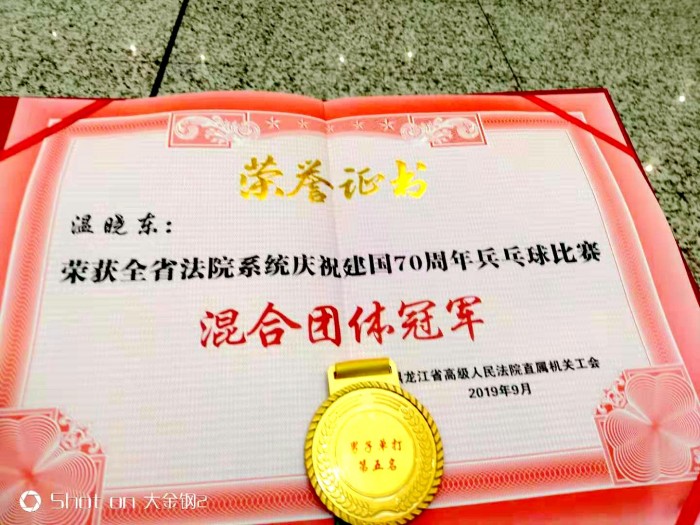 荣誉证书
温晓东：
荣获全省法院系统庆祝建国70周年兵乓球比赛
混合团体冠军
龙江省高级人民法院直属机关工会
2019年9月
男子单打
第五名
Shot on 大金钢2